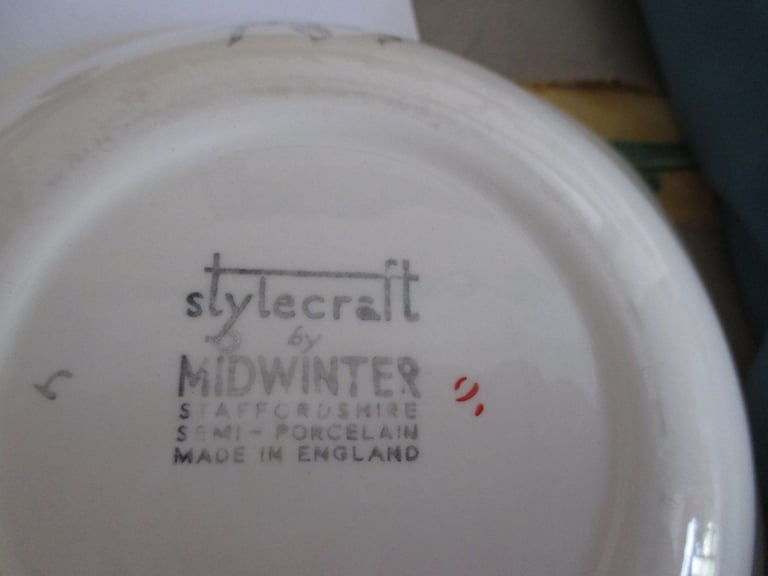 stylecraft
by
MIDWINTER
STAFFORDSHIRE
SEMI-PORCELAIN
MADE IN ENGLAND